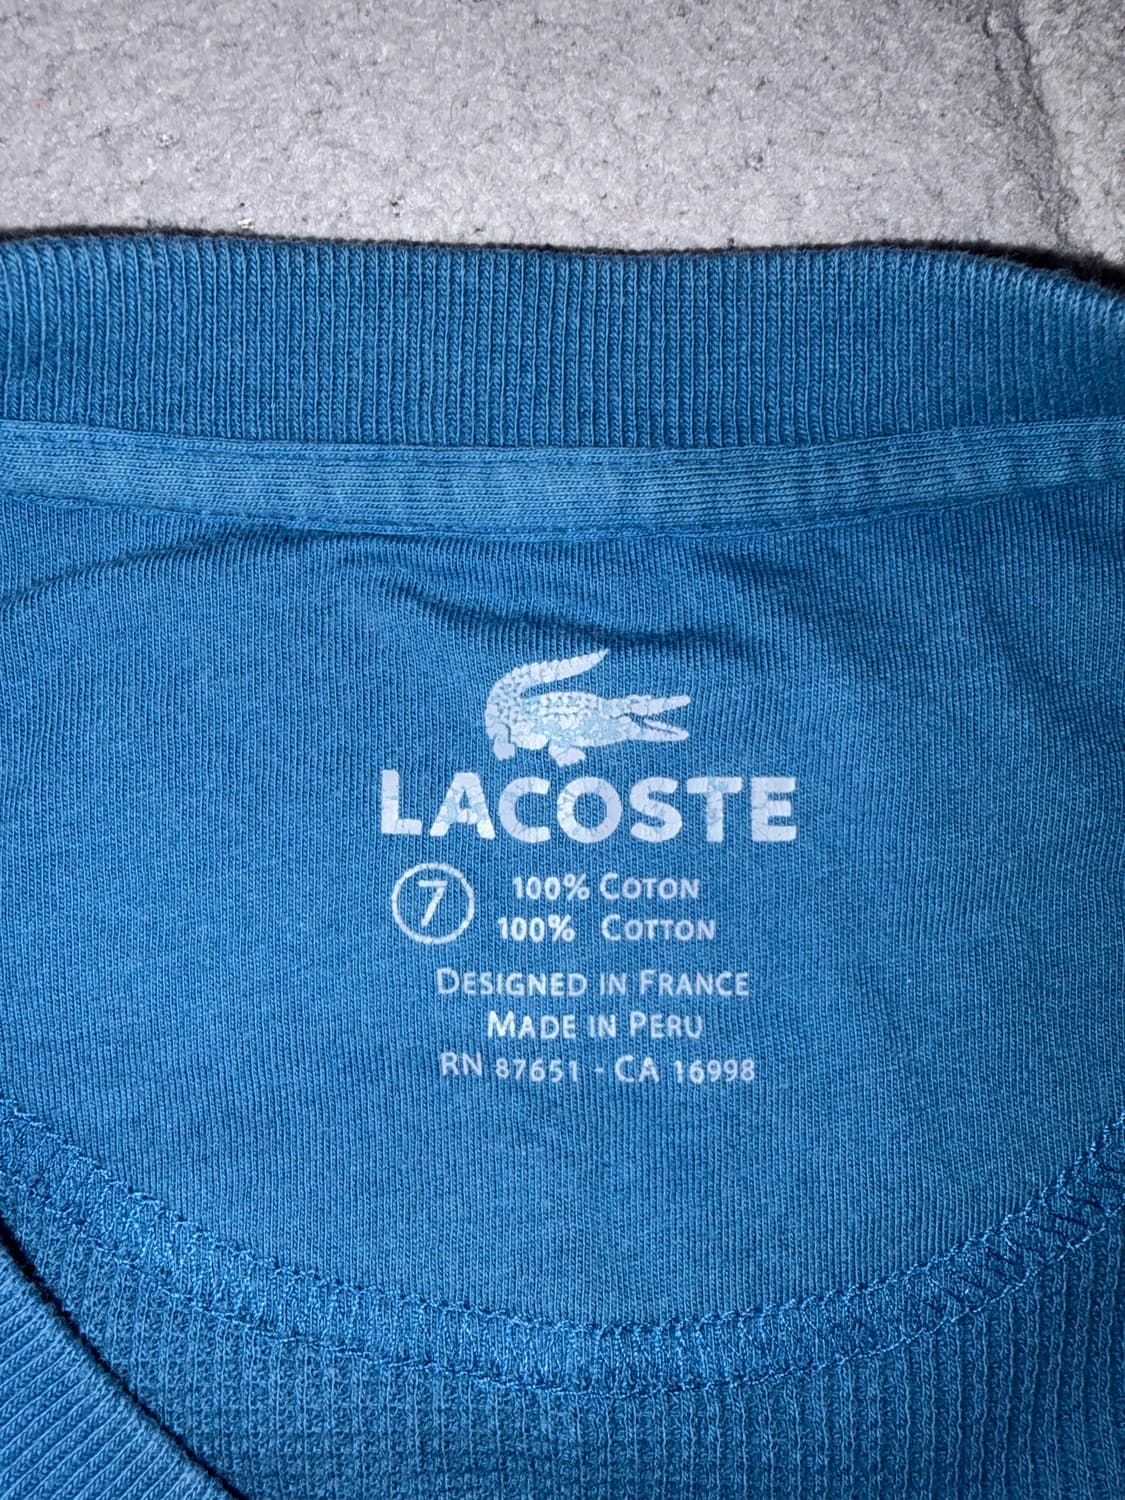 LACOSTE
7 100% COTON
100% COTTON
DESIGNED IN FRANCE
MADE IN PERU
RN 87651 - CA 16998